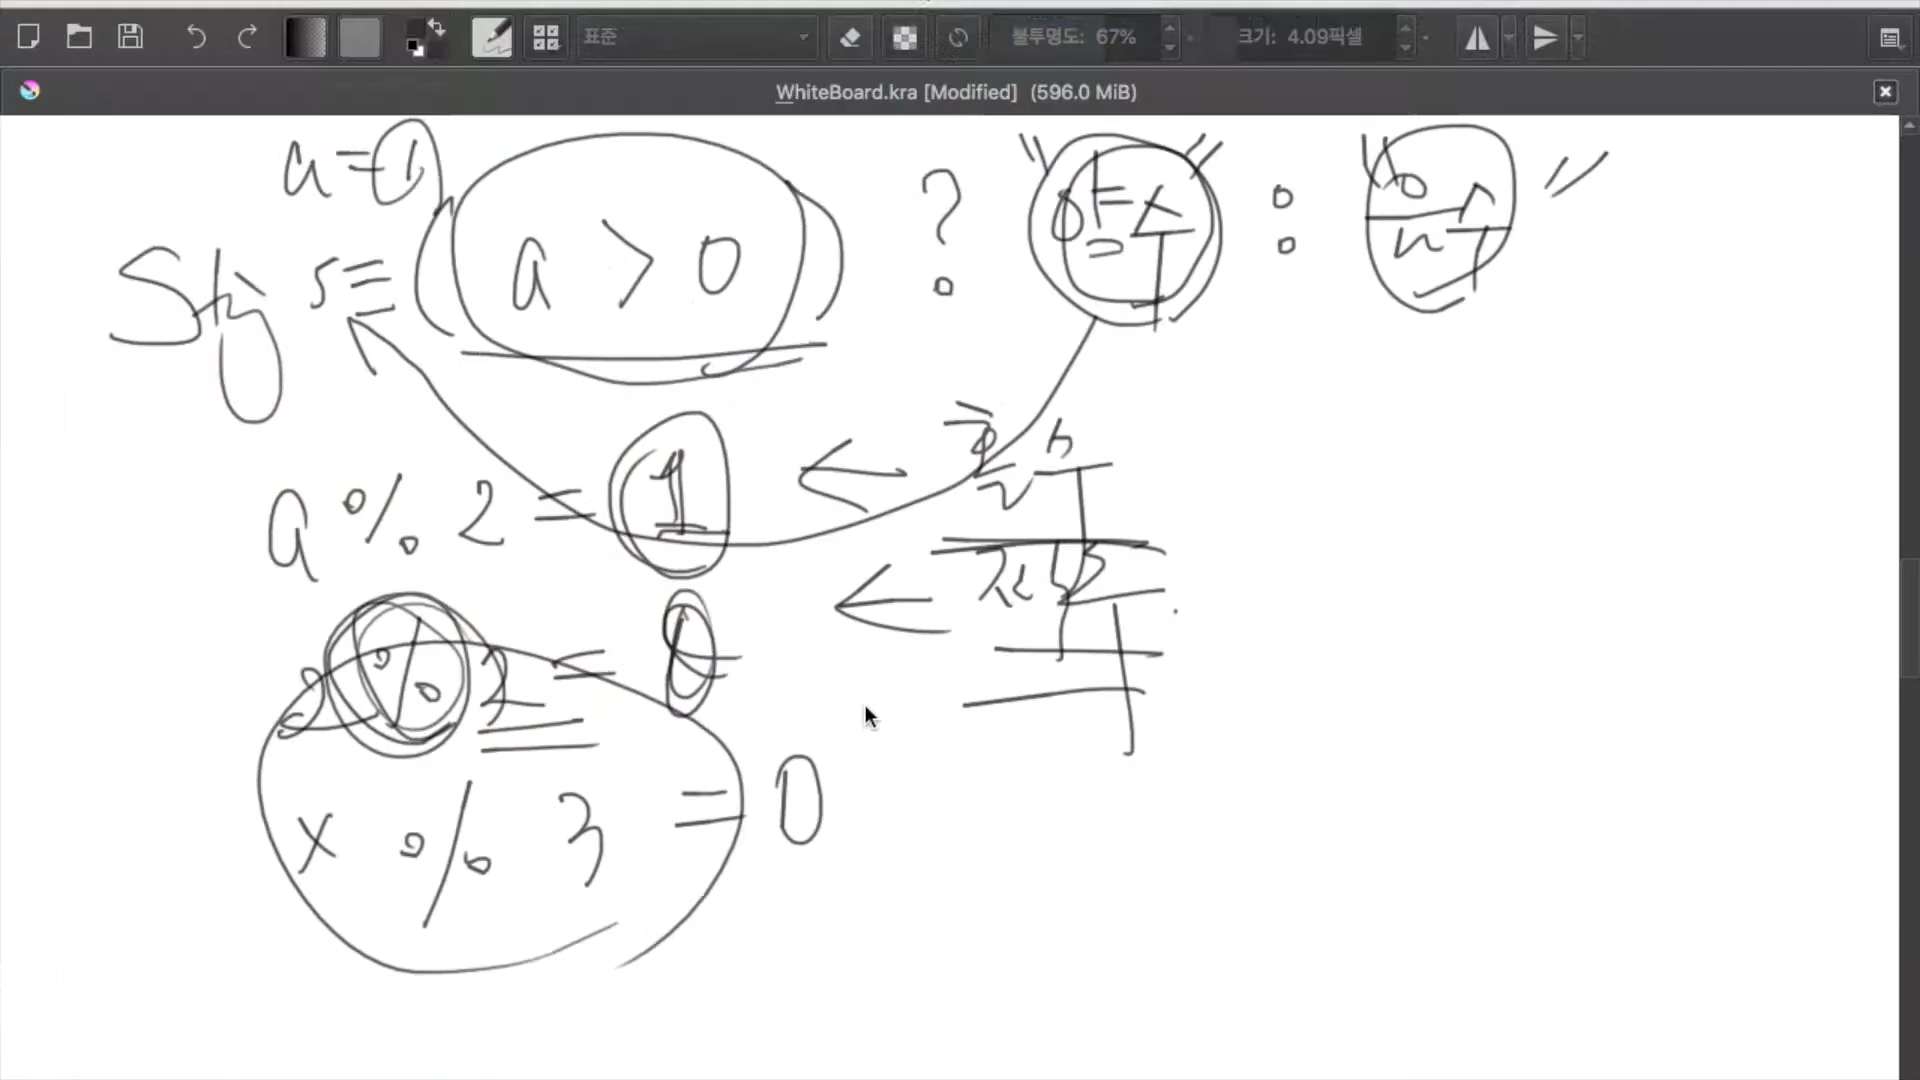 표준 불투명도: 67% 크기: 4.09픽셀
WhiteBoard.kra [Modified] (596.0 MiB)
a=1
s= (a > 0) ? "양수" : "음수"
a % 2 = 1 ← 홀수
% 2 = 0 ← 짝수
x % 3 = 0